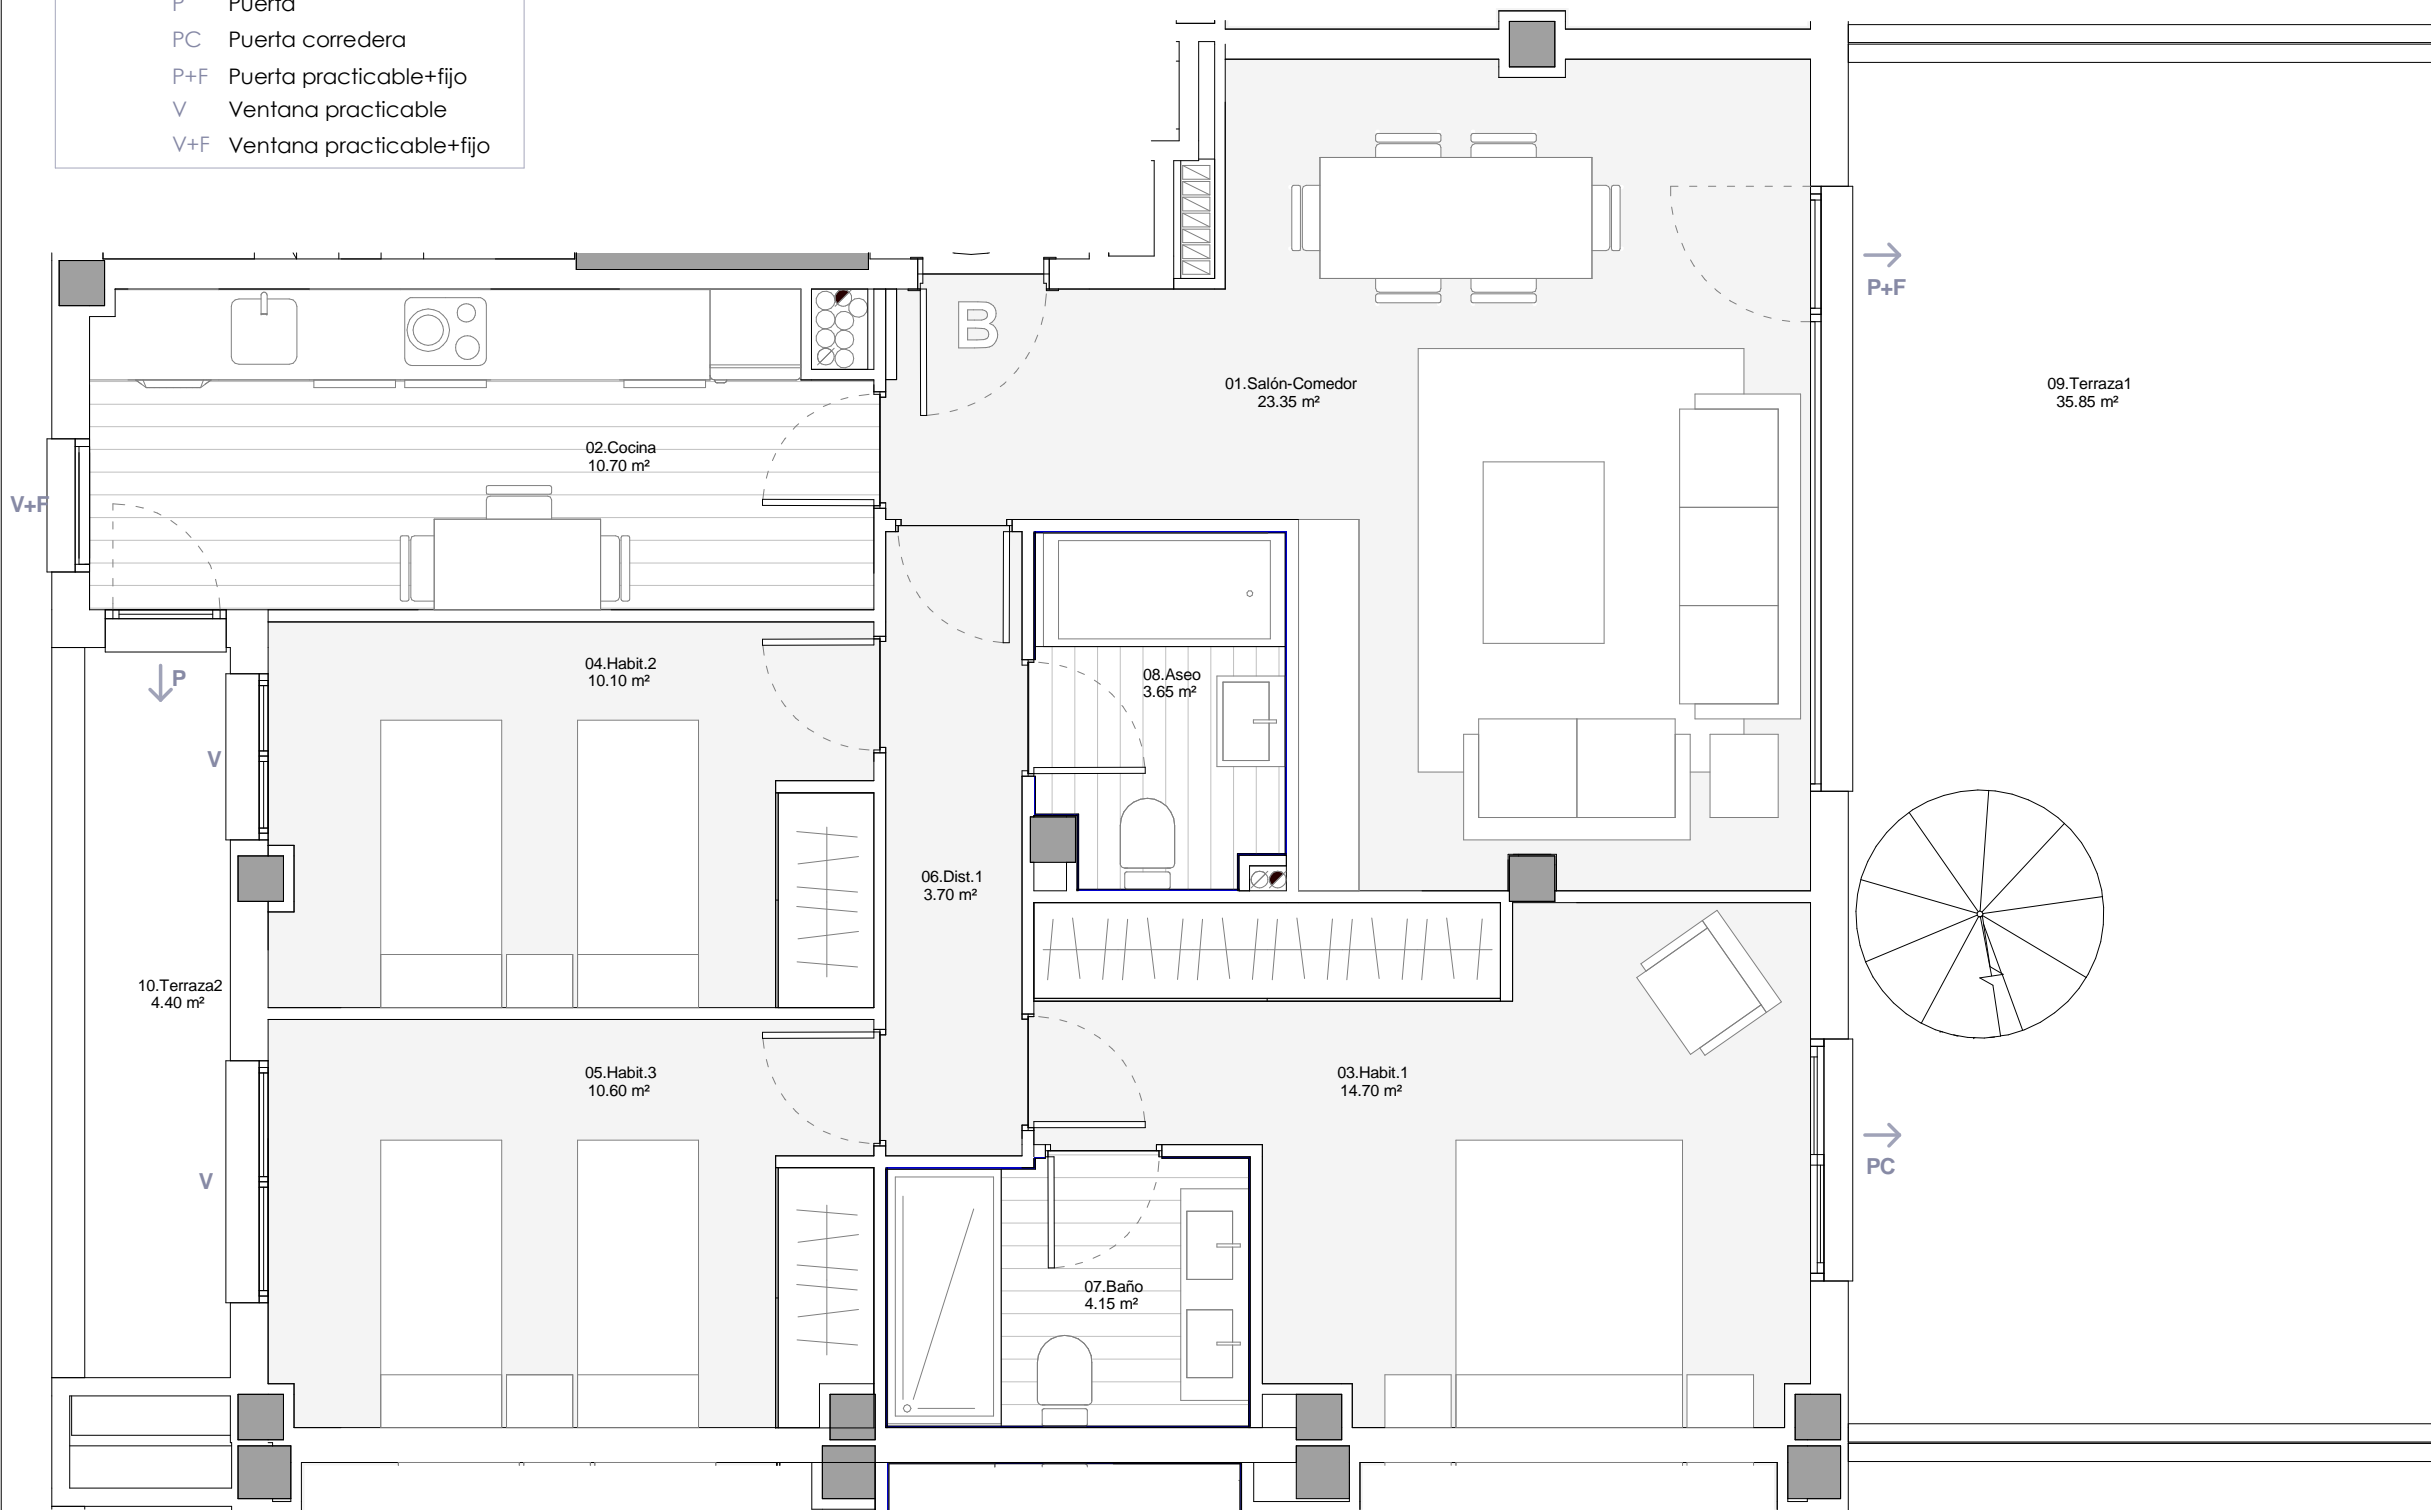 P Puerta
PC Puerta corredera
P+F Puerta practicable+fijo
V Ventana practicable
V+F Ventana practicable+fijo
P+F
B
01.Salón-Comedor
23.35 m²
09.Terraza1
35.85 m²
02.Cocina
10.70 m²
V+F
04.Habit.2
10.10 m²
P
08.Aseo
3.65 m²
V
06.Dist.1
3.70 m²
10.Terraza2
4.40 m²
05.Habit.3
10.60 m²
03.Habit.1
14.70 m²
PC
V
07.Baño
4.15 m²